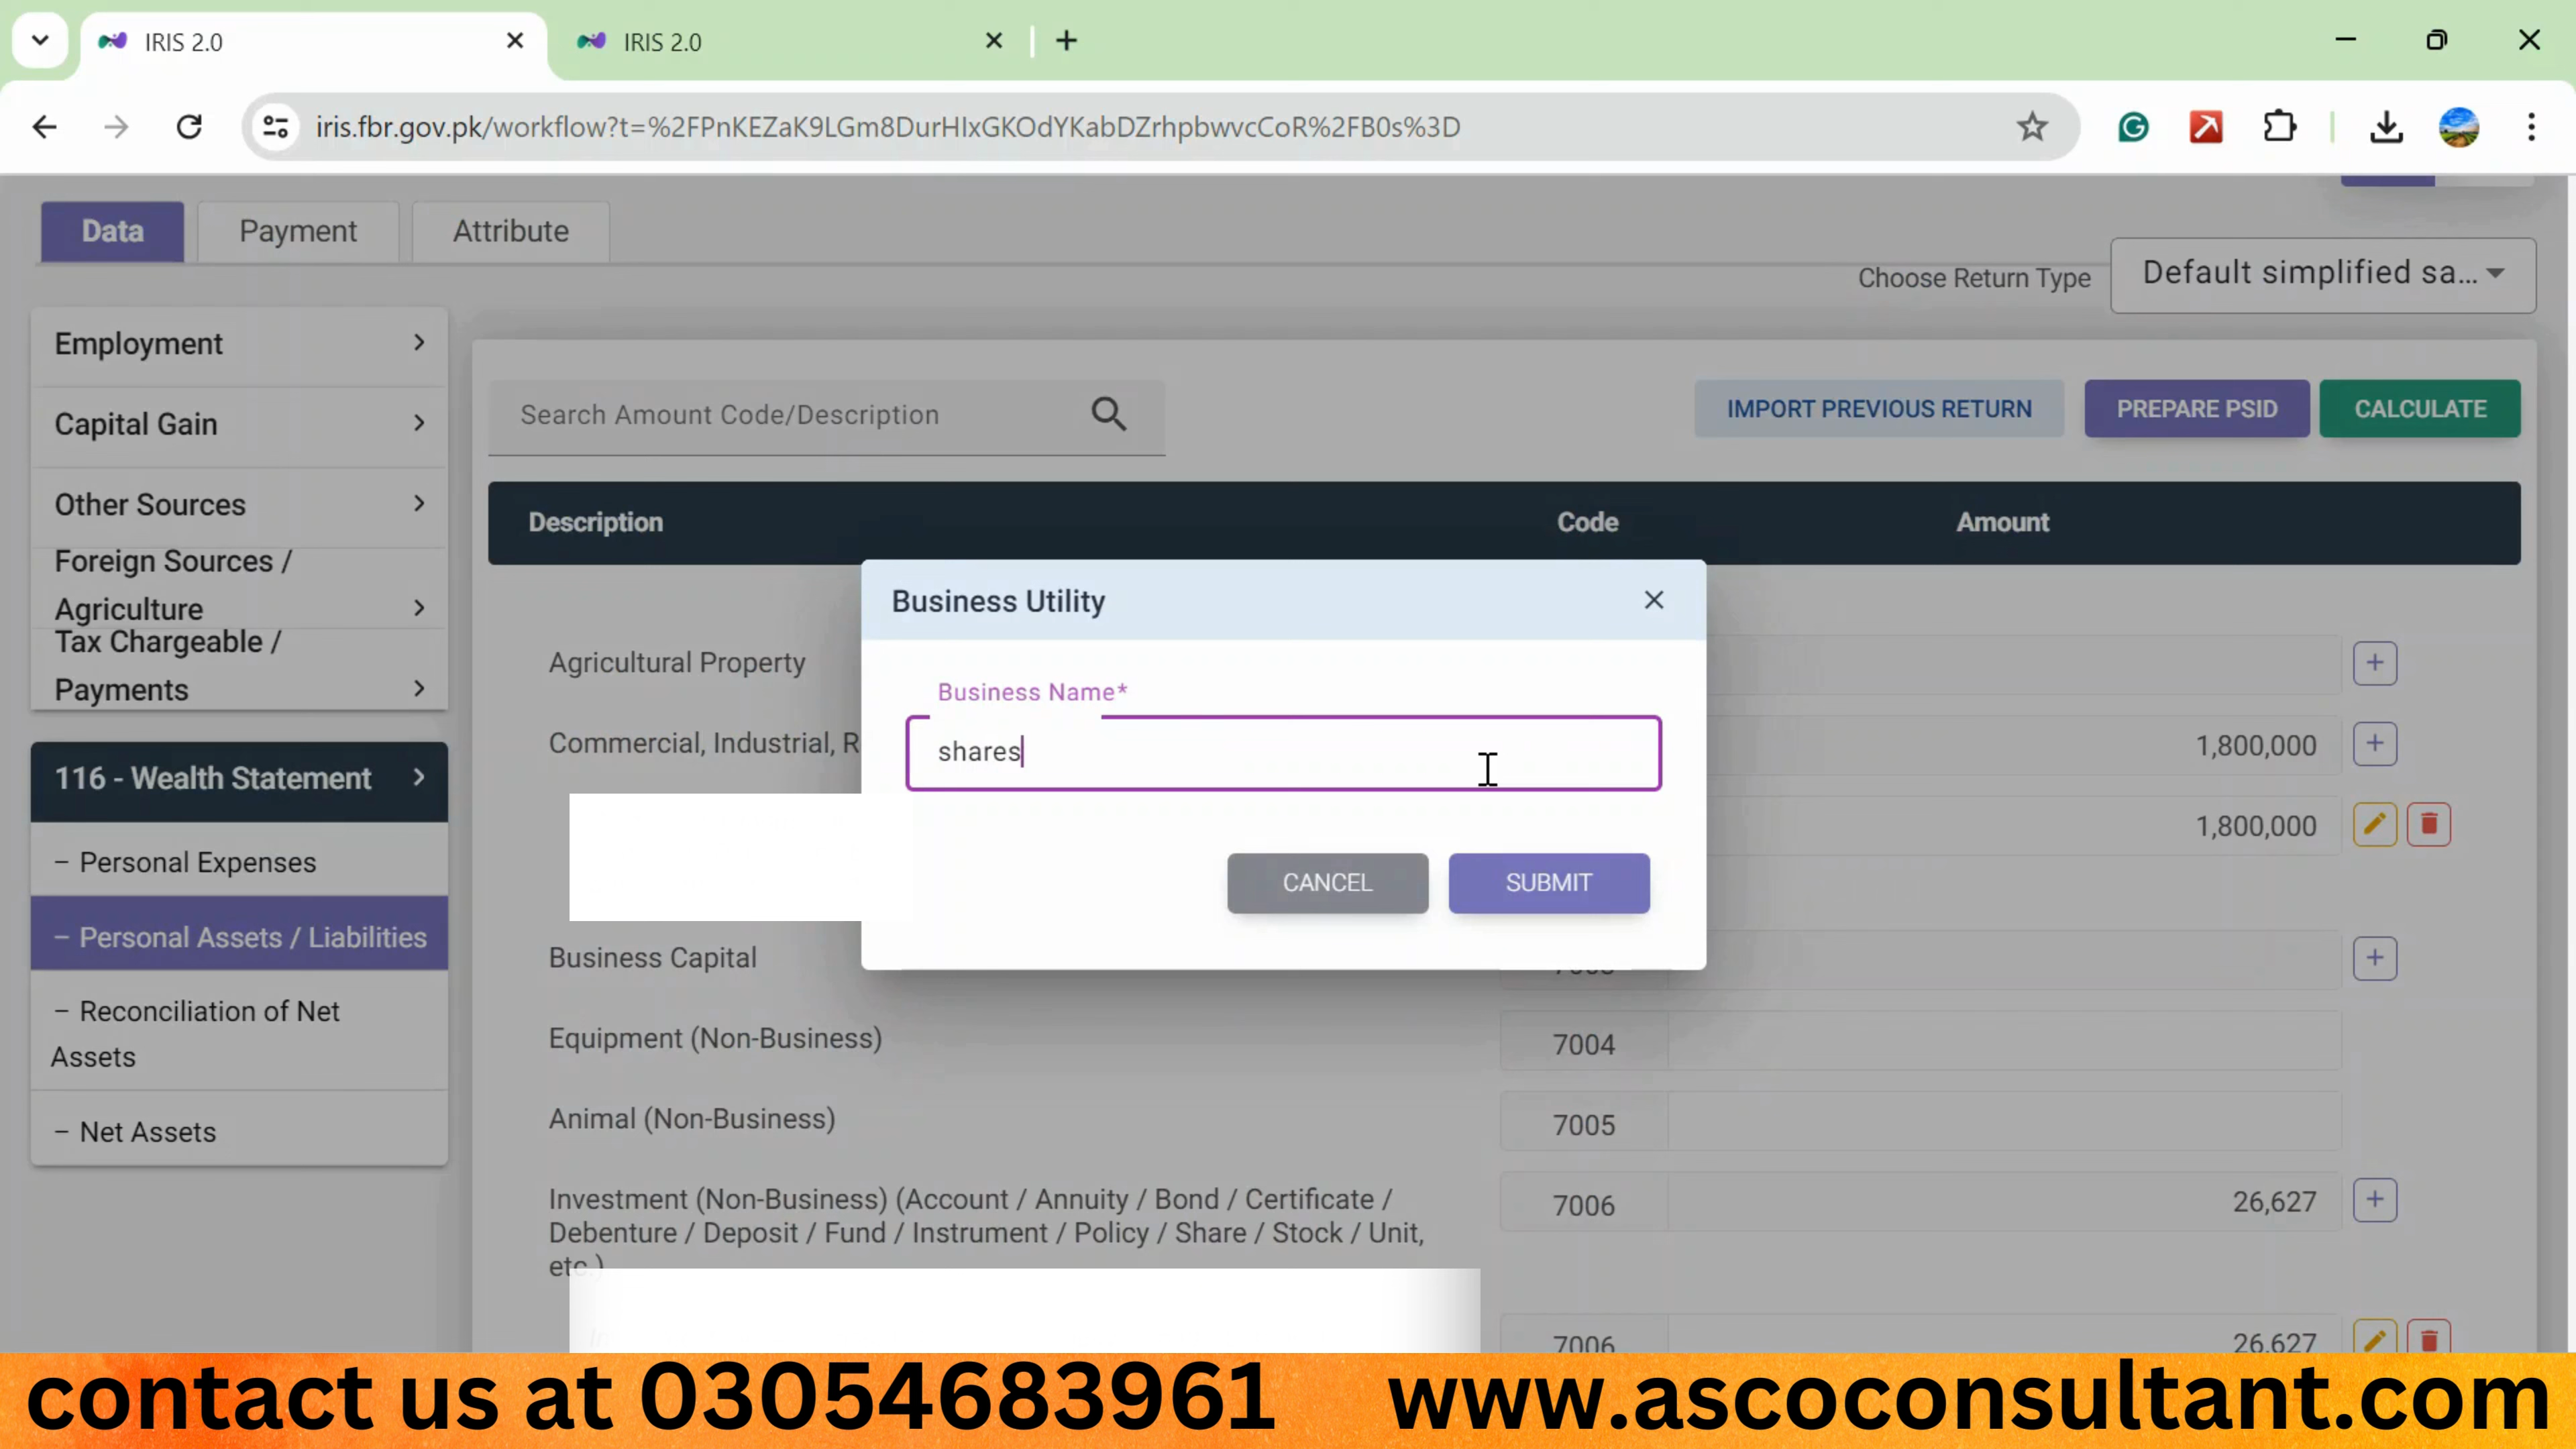 IRIS 2.0
IRIS 2.0
iris.fbr.gov.pk/workflow?t=%2FPnKEZaK9LGm8DurHIxGKOdYKabDZrhpbwvcCoR%2FB0s%3D
Data
Payment
Attribute
Choose Return Type
Default simplified sa...
Employment
Capital Gain
Other Sources
Foreign Sources /
Agriculture
Tax Chargeable /
Payments
116 - Wealth Statement
– Personal Expenses
– Personal Assets / Liabilities
– Reconciliation of Net
Assets
– Net Assets
Search Amount Code/Description
IMPORT PREVIOUS RETURN
PREPARE PSID
CALCULATE
Description
Code
Amount
Business Utility
Business Name*
shares
CANCEL
SUBMIT
Agricultural Property
Commercial, Industrial, R
1,800,000
1,800,000
Business Capital
Equipment (Non-Business)
7004
Animal (Non-Business)
7005
Investment (Non-Business) (Account / Annuity / Bond / Certificate /
Debenture / Deposit / Fund / Instrument / Policy / Share / Stock / Unit,
etc.)
7006
26,627
7006
26,627
contact us at 03054683961
www.ascoconsultant.com